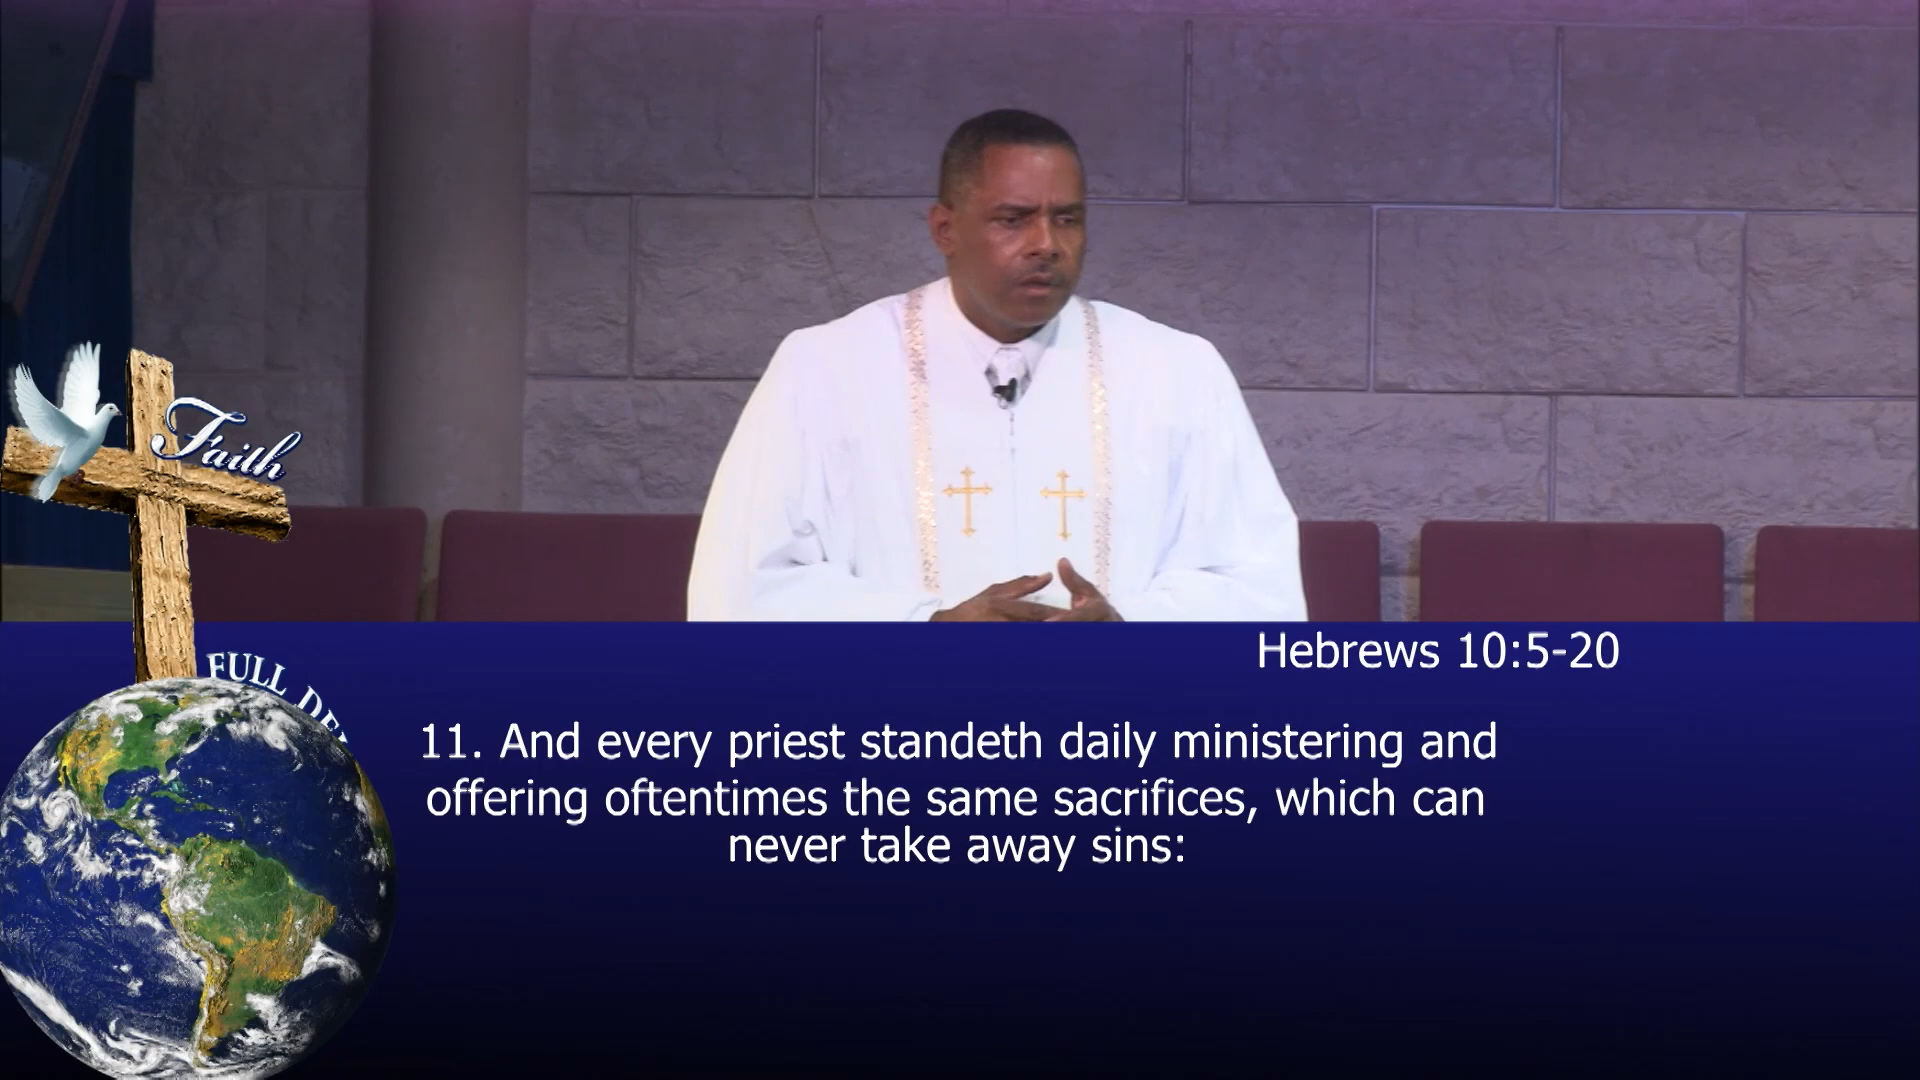 Faith
FULL
Hebrews 10:5-20
11. And every priest standeth daily ministering and
offering oftentimes the same sacrifices, which can
never take away sins: